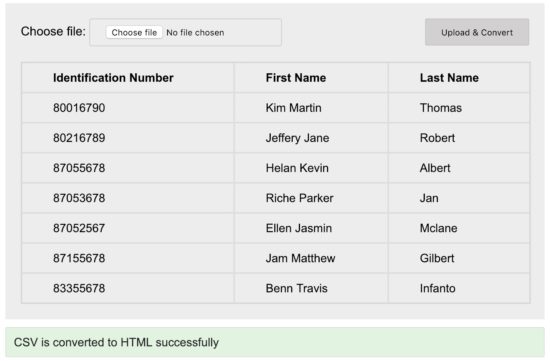 Choose file: Choose file No file chosen Upload & Convert
Identification Number First Name Last Name
80016790 Kim Martin Thomas
80216789 Jeffery Jane Robert
87055678 Helan Kevin Albert
87053678 Riche Parker Jan
87052567 Ellen Jasmin Mclane
87155678 Jam Matthew Gilbert
83355678 Benn Travis Infanto
CSV is converted to HTML successfully